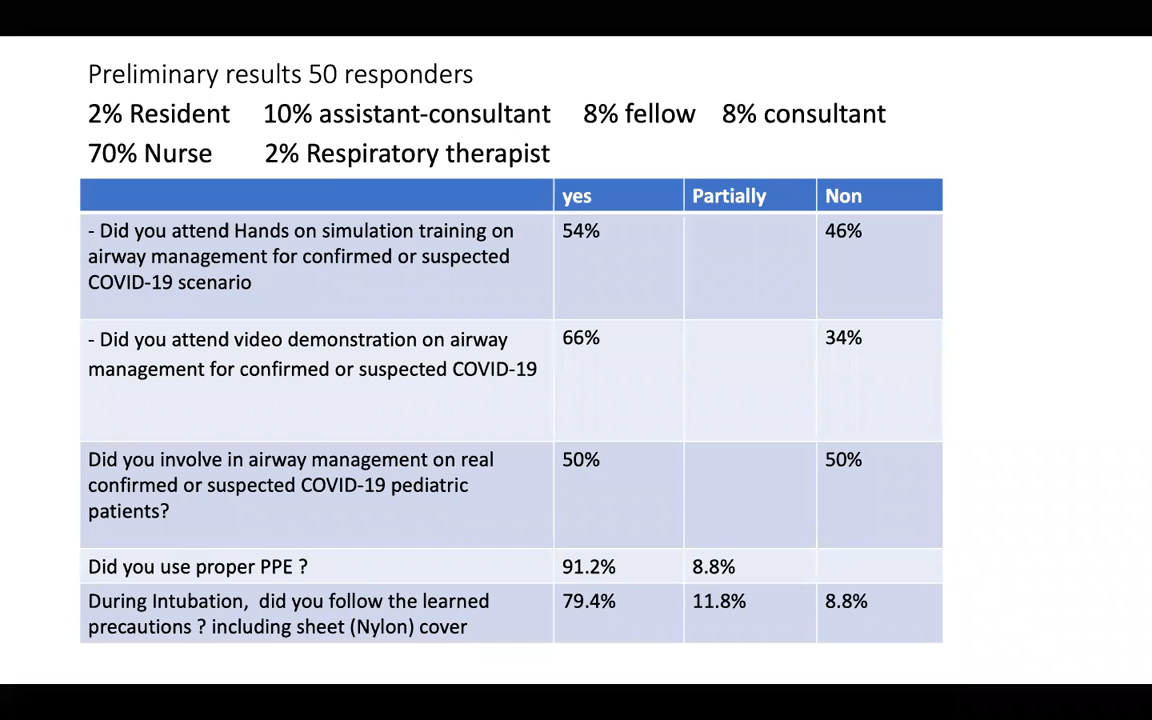 Preliminary results 50 responders
2% Resident 10% assistant-consultant 8% fellow 8% consultant
70% Nurse 2% Respiratory therapist
yes Partially Non
- Did you attend Hands on simulation training on 54% 46%
airway management for confirmed or suspected
COVID-19 scenario
- Did you attend video demonstration on airway 66% 34%
management for confirmed or suspected COVID-19
Did you involve in airway management on real 50% 50%
confirmed or suspected COVID-19 pediatric
patients?
Did you use proper PPE ? 91.2% 8.8%
During Intubation, did you follow the learned 79.4% 11.8% 8.8%
precautions ? including sheet (Nylon) cover